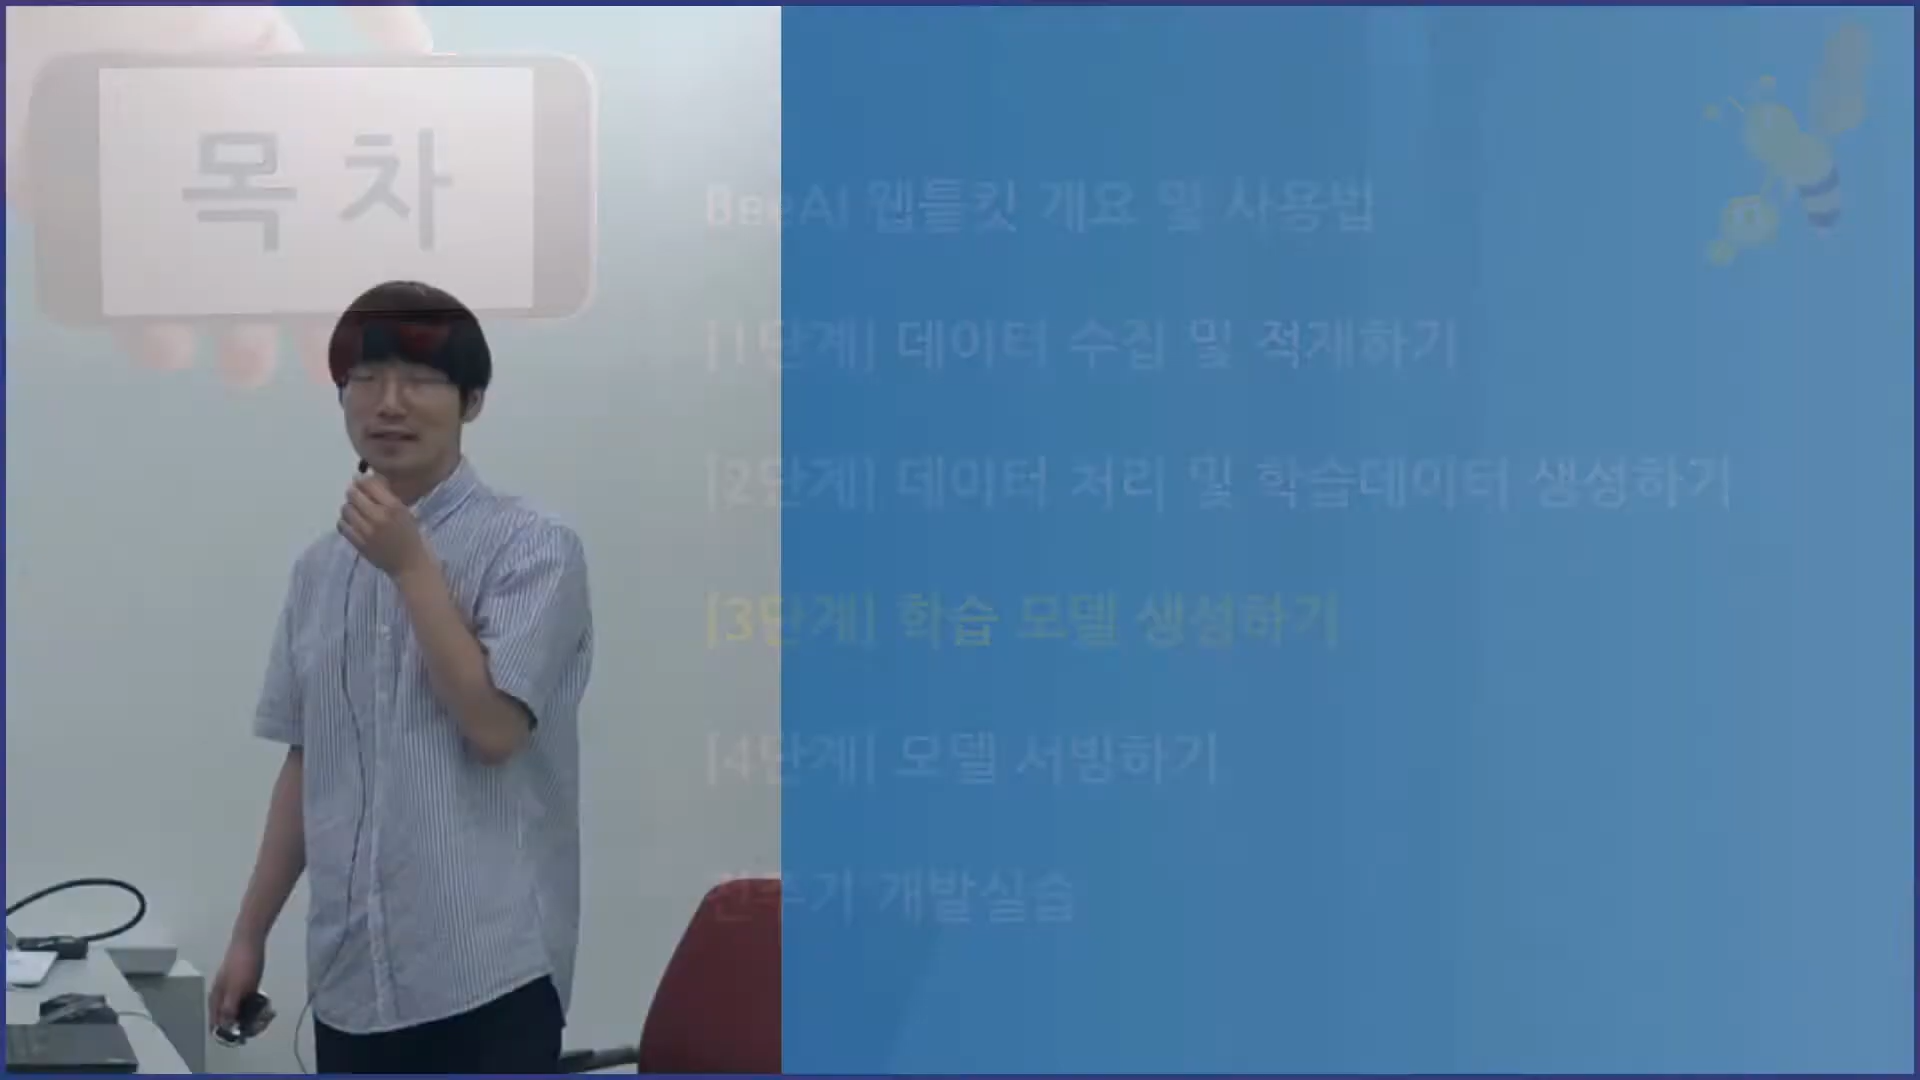 목차
BeeAI 웹툴킷 개요 및 사용법
[1단계] 데이터 수집 및 적재하기
[2단계] 데이터 처리 및 학습데이터 생성하기
[3단계] 학습 모델 생성하기
[4단계] 모델 서빙하기
전주기 개발실습